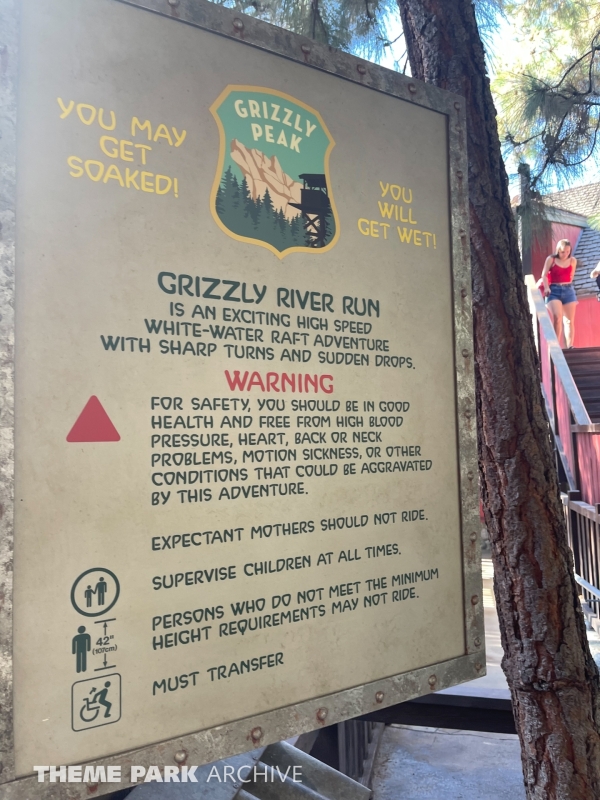 YOU MAY
GET
SOAKED!
GRIZZLY
PEAK
YOU
WILL
GET WET!
GRIZZLY RIVER RUN
IS AN EXCITING HIGH SPEED
WHITE-WATER RAFT ADVENTURE
WITH SHARP TURNS AND SUDDEN DROPS.
WARNING
FOR SAFETY, YOU SHOULD BE IN GOOD
HEALTH AND FREE FROM HIGH BLOOD
PRESSURE, HEART, BACK OR NECK
PROBLEMS, MOTION SICKNESS, OR OTHER
CONDITIONS THAT COULD BE AGGRAVATED
BY THIS ADVENTURE.
EXPECTANT MOTHERS SHOULD NOT RIDE.
SUPERVISE CHILDREN AT ALL TIMES.
PERSONS WHO DO NOT MEET THE MINIMUM
HEIGHT REQUIREMENTS MAY NOT RIDE.
42"
(107cm)
MUST TRANSFER
THEME PARK ARCHIVE